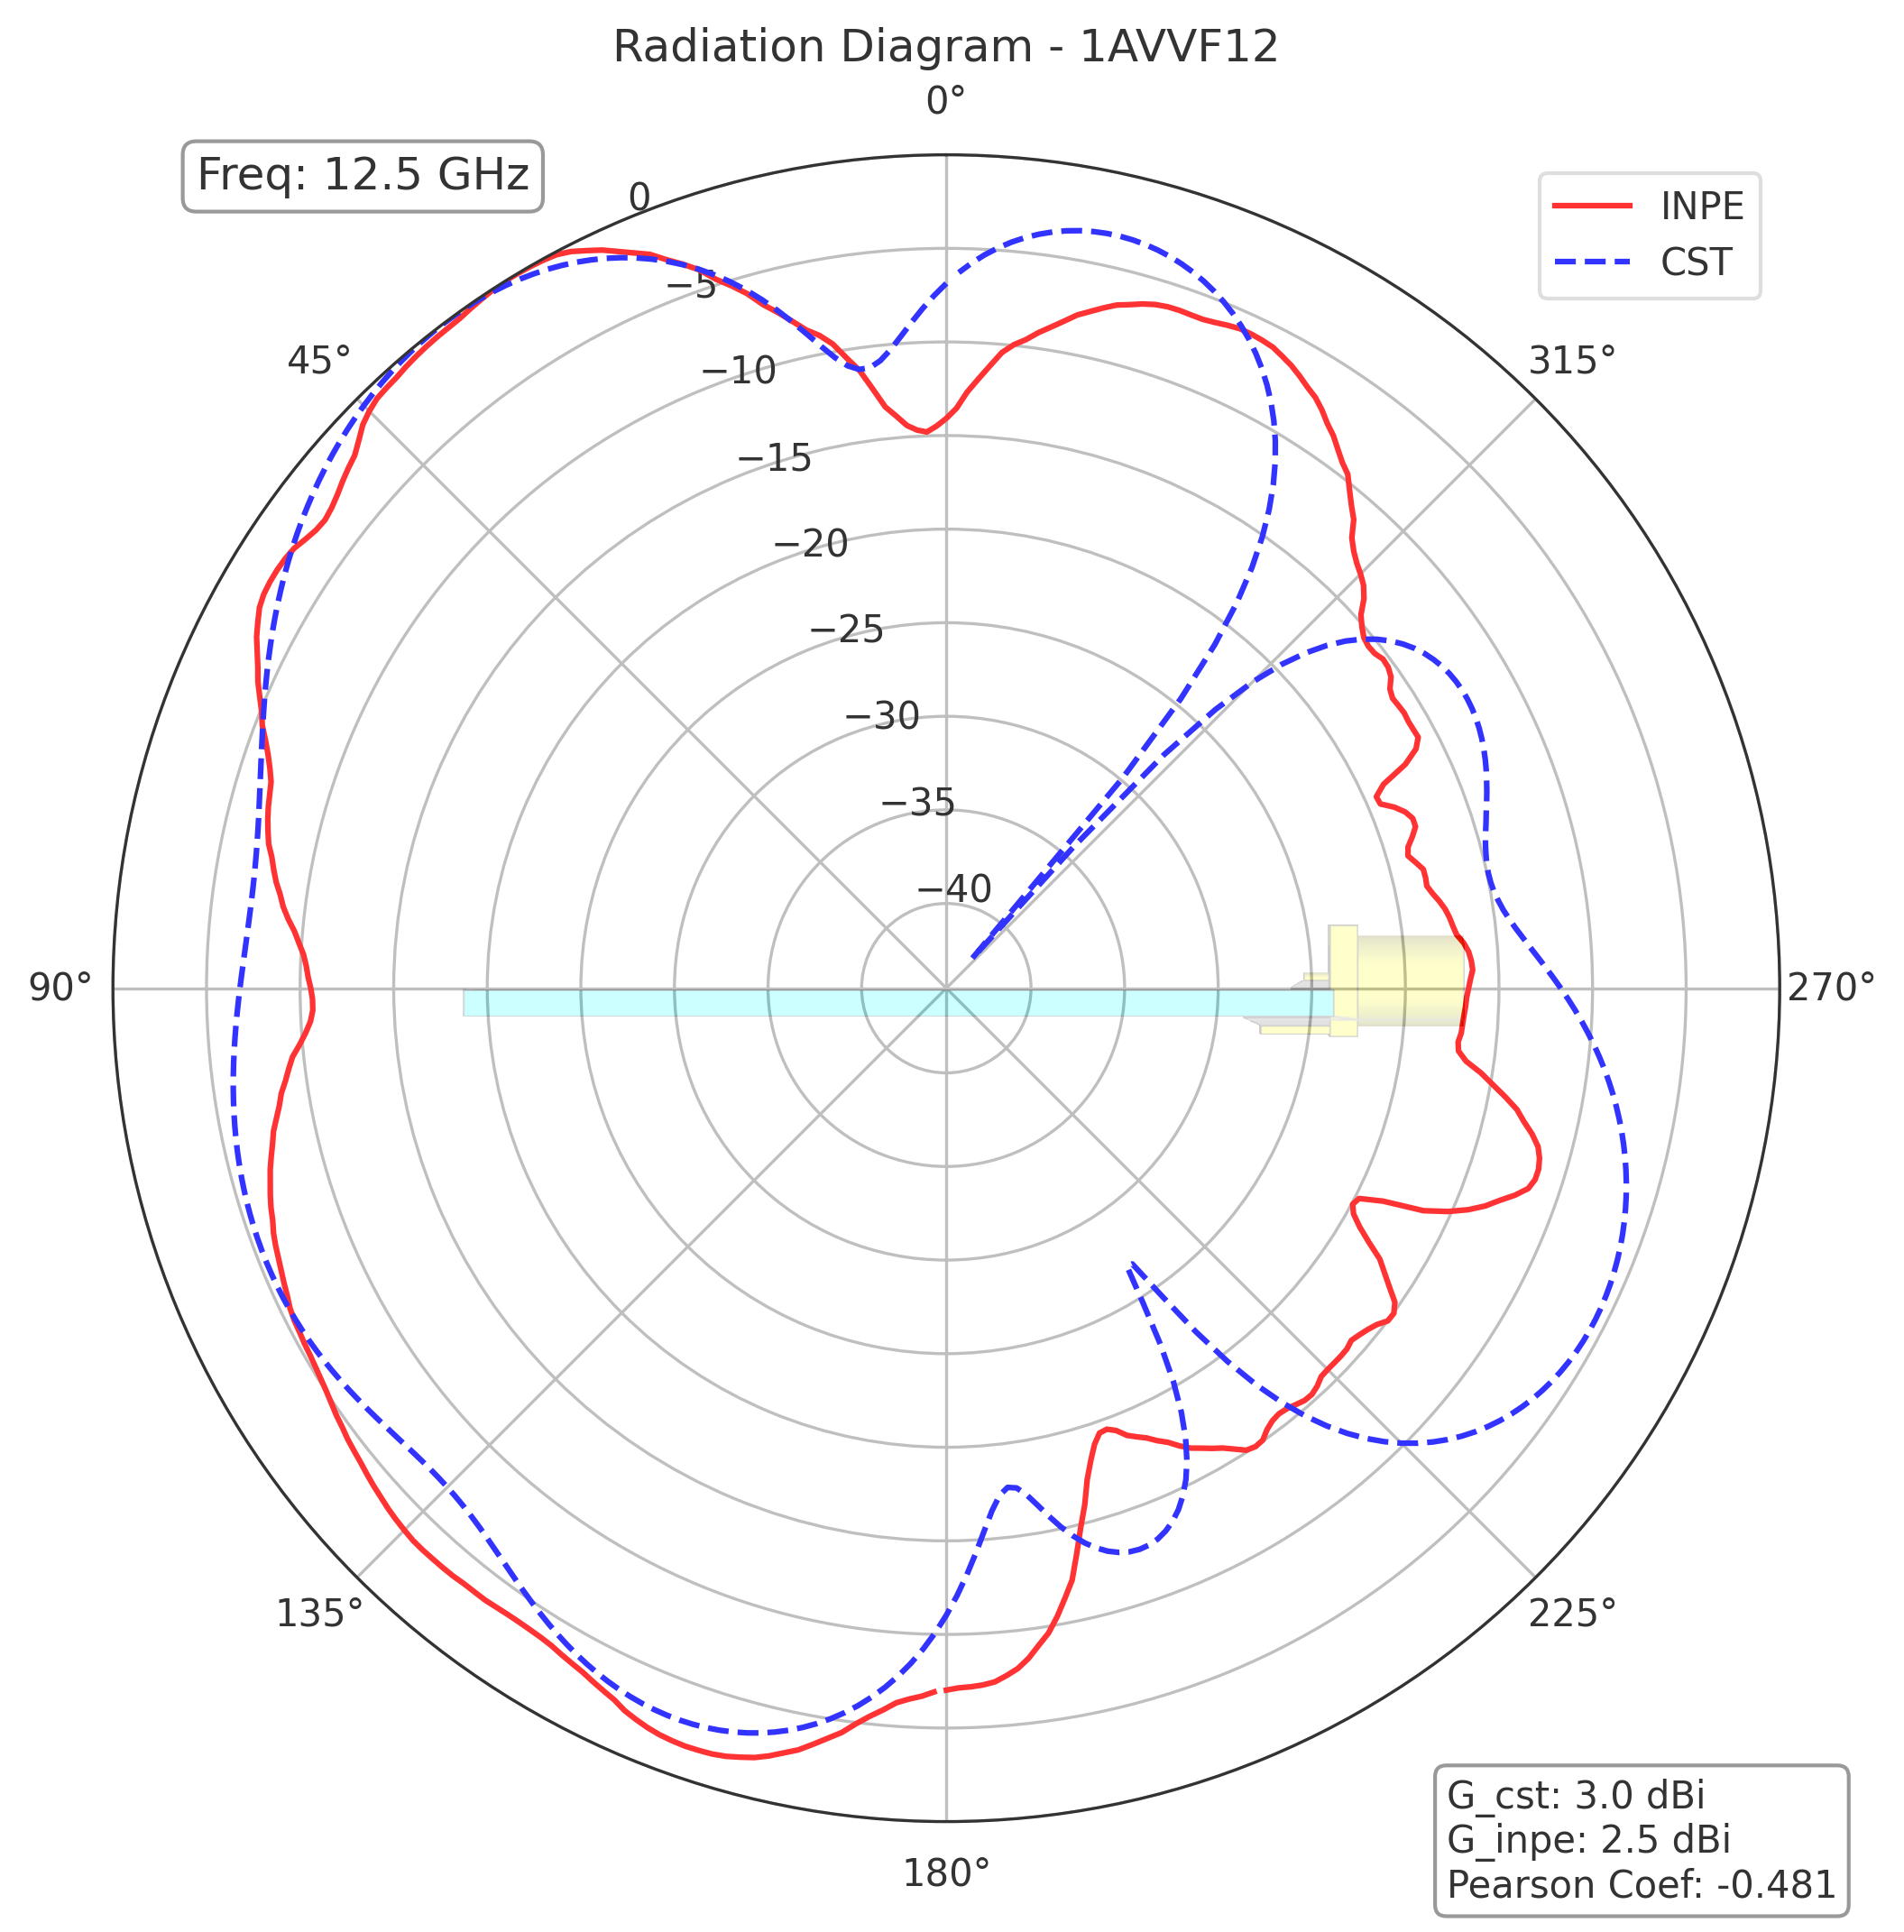 Radiation Diagram - 1AVVF12
0°
Freq: 12.5 GHz
INPE
CST
0
−5
−10
−15
−20
−25
−30
−35
−40
45°
315°
90°
270°
135°
225°
180°
G_cst: 3.0 dBi
G_inpe: 2.5 dBi
Pearson Coef: -0.481